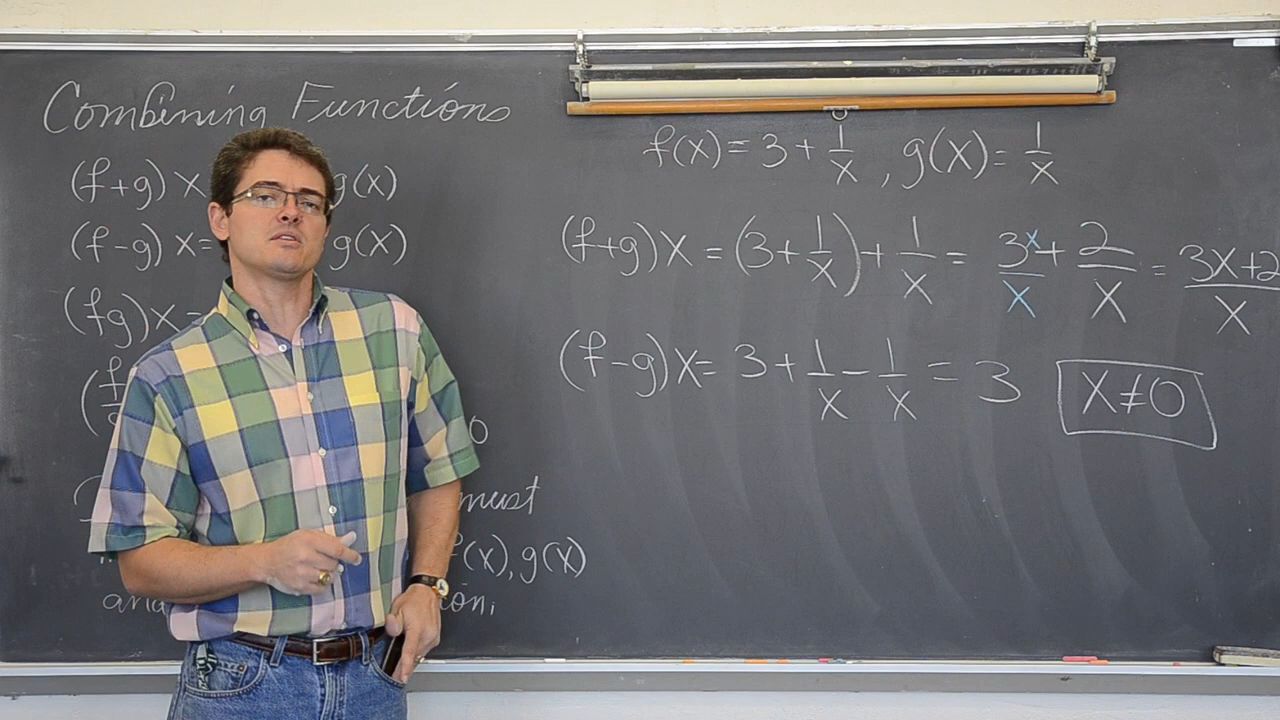 Combining Functions
(f+g)x g(x)
(f-g)x= g(x)
(fg)x=
(f
0
must
f(x), g(x)
and
f(x) = 3 + 1/x, g(x) = 1/x
(f+g)x = (3 + 1/x) + 1/x = 3x/x + 2/x = 3x+2/x
(f-g)x = 3 + 1/x - 1/x = 3 x≠0